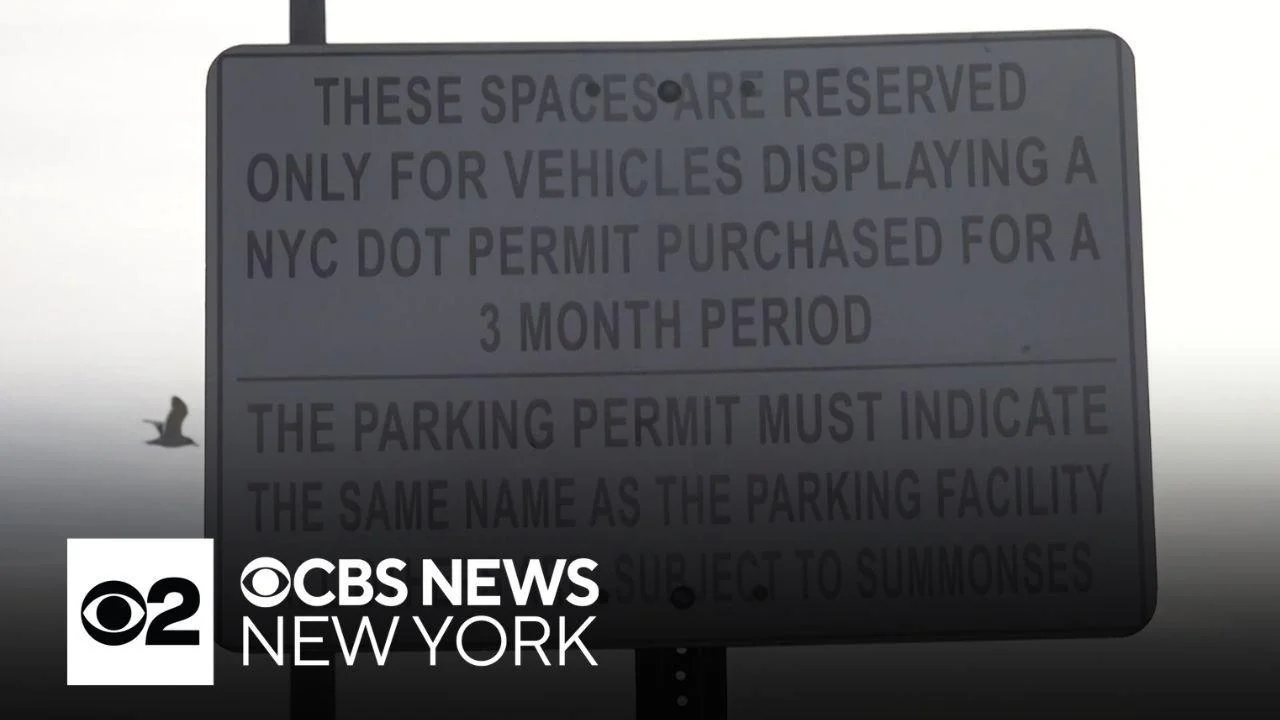 THESE SPACES ARE RESERVED
ONLY FOR VEHICLES DISPLAYING A
NYC DOT PERMIT PURCHASED FOR A
3 MONTH PERIOD
THE PARKING PERMIT MUST INDICATE
THE SAME NAME AS THE PARKING FACILITY
SUBJECT TO SUMMONSES
2
CBS NEWS
NEW YORK